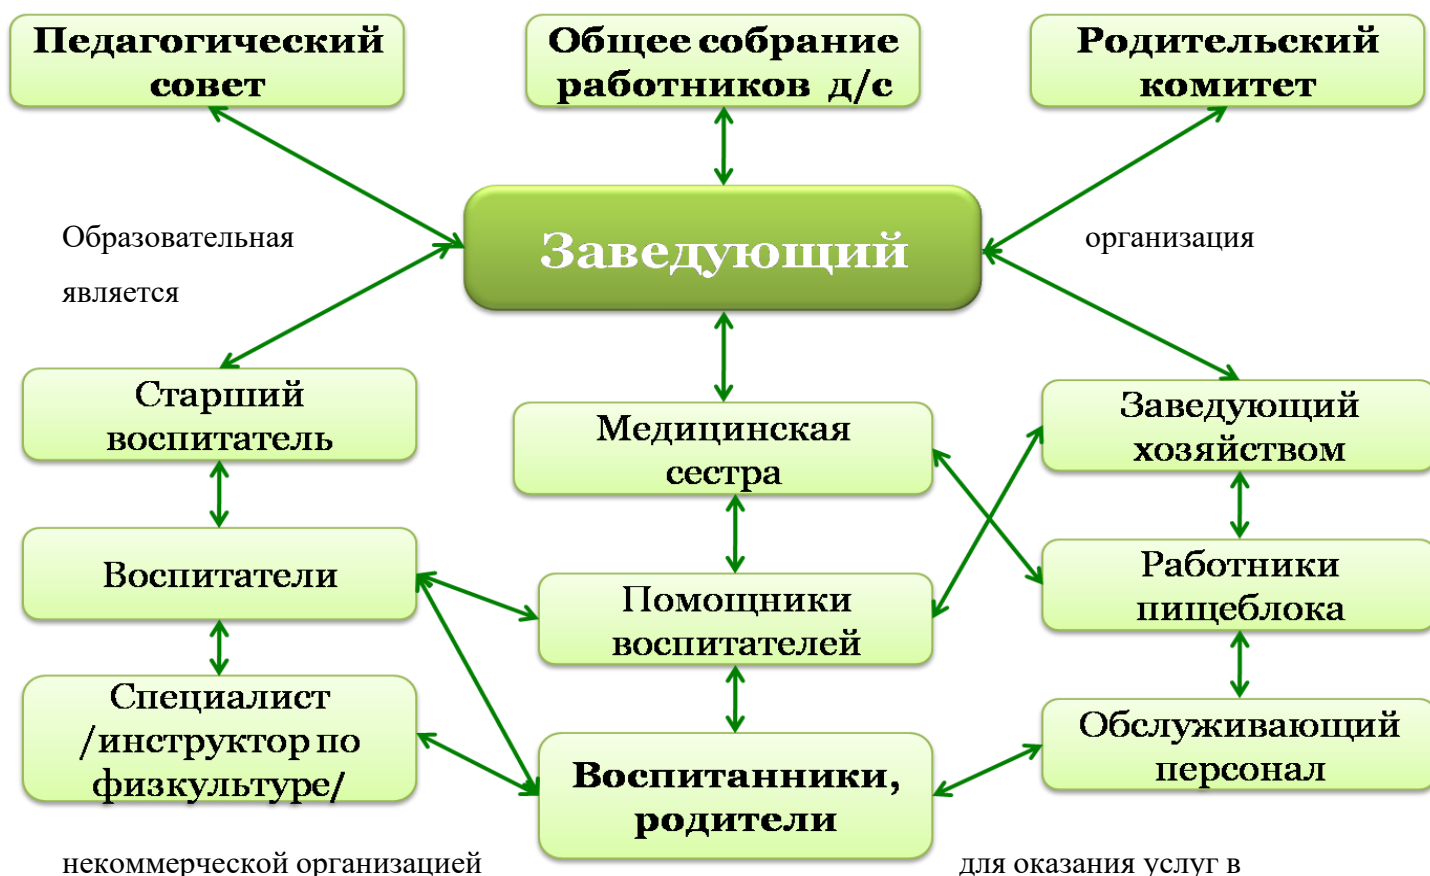 Педагогический
совет
Общее собрание
работников д/с
Родительский
комитет
Образовательная
Заведующий
организация
является
Старший
воспитатель
Медицинская
сестра
Заведующий
хозяйством
Воспитатели
Помощники
воспитателей
Работники
пищеблока
Специалист
/инструктор по
физкультуре/
Воспитанники,
родители
Обслуживающий
персонал
некоммерческой организацией
для оказания услуг в